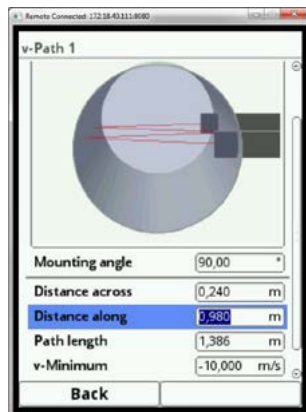 Remote Connected: 172.18.40.111:8080
v-Path 1
Mounting angle 90,00 °
Distance across 0,240 m
Distance along 0,980 m
Path length 1,386 m
v-Minimum -10,000 m/s
Back